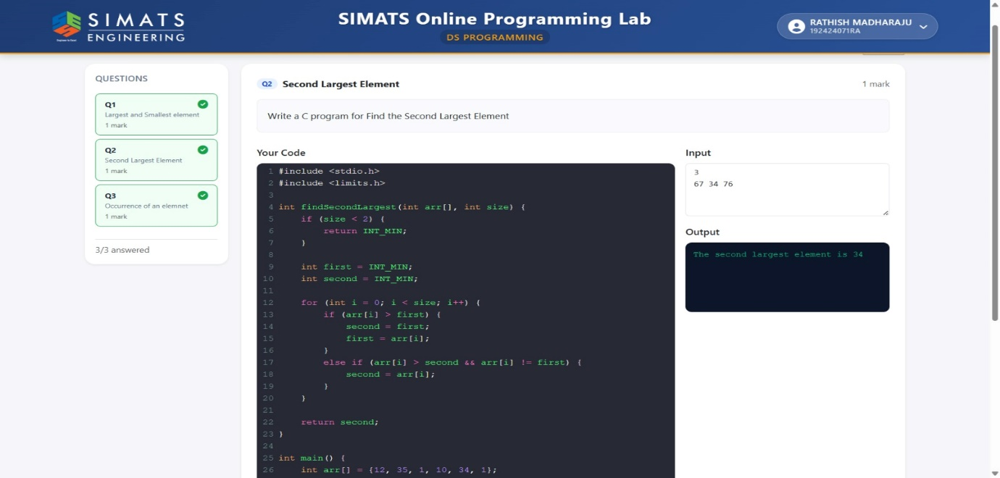 SIMATS
ENGINEERING
Engineer to Excel
SIMATS Online Programming Lab
DS PROGRAMMING
RATHISH MADHARAJU
192424071RA
QUESTIONS
Q1
Largest and Smallest element
1 mark
Q2
Second Largest Element
1 mark
Q3
Occurrence of an elemnet
1 mark
3/3 answered
Q2 Second Largest Element 1 mark
Write a C program for Find the Second Largest Element
Your Code
1 #include <stdio.h>
2 #include <limits.h>
3
4 int findSecondLargest(int arr[], int size) {
5     if (size < 2) {
6         return INT_MIN;
7     }
8
9     int first = INT_MIN;
10     int second = INT_MIN;
11
12     for (int i = 0; i < size; i++) {
13         if (arr[i] > first) {
14             second = first;
15             first = arr[i];
16         }
17         else if (arr[i] > second && arr[i] != first) {
18             second = arr[i];
19         }
20     }
21
22     return second;
23 }
24
25 int main() {
26     int arr[] = {12, 35, 1, 10, 34, 1};
Input
3
67 34 76
Output
The second largest element is 34